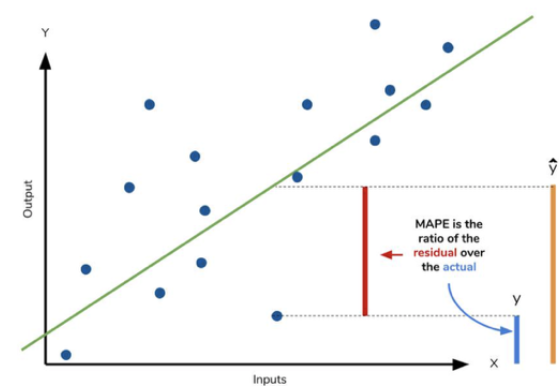 Y
Output
MAPE is the
ratio of the
residual over
the actual
ŷ
y
X
Inputs